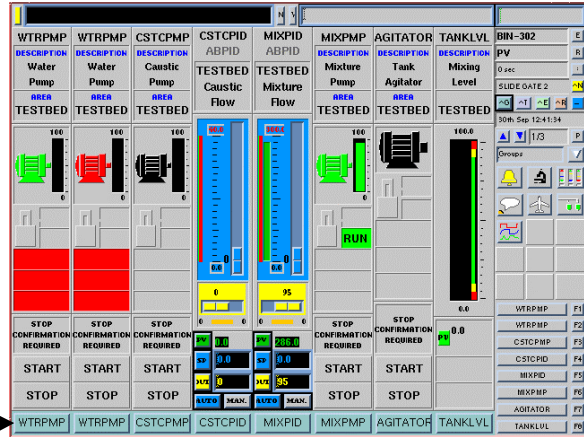 N Y
WTRPMP
DESCRIPTION
Water
Pump
AREA
TESTBED
100
0
STOP
CONFIRMATION
REQUIRED
START
STOP
WTRPMP
WTRPMP
DESCRIPTION
Water
Pump
AREA
TESTBED
100
0
STOP
CONFIRMATION
REQUIRED
START
STOP
WTRPMP
CSTCPMP
DESCRIPTION
Caustic
Pump
AREA
TESTBED
100
0
STOP
CONFIRMATION
REQUIRED
START
STOP
CSTCPMP
CSTCPID
ABPID
TESTBED
Caustic
Flow
0.0
0
0
0 0
PV 0.0
SP 0.0
OUT 0
AUTO MAN.
CSTCPID
MIXPID
ABPID
TESTBED
Mixture
Flow
0.0
0
95
0 0
PV 286.0
SP 0.0
OUT 95
AUTO MAN.
MIXPID
MIXPMP
DESCRIPTION
Mixture
Pump
AREA
TESTBED
100
0
RUN
STOP
CONFIRMATION
REQUIRED
START
STOP
MIXPMP
AGITATOR
DESCRIPTION
Tank
Agitator
AREA
TESTBED
STOP
CONFIRMATION
REQUIRED
START
STOP
AGITATOR
TANKLVL
DESCRIPTION
Mixing
Level
AREA
TESTBED
100.0
0.0
PV 0.0
TANKLVL
BIN-302 E
PV R
0 sec
SLIDE GATE 2 ^N
^G ^T ^E ^R -
30th Sep 12:41:34
1/3 P
Groups
WTRPMP F1
WTRPMP F2
CSTCPMP F3
CSTCPID F4
MIXPID F5
MIXPMP F6
AGITATOR F7
TANKLVL F8